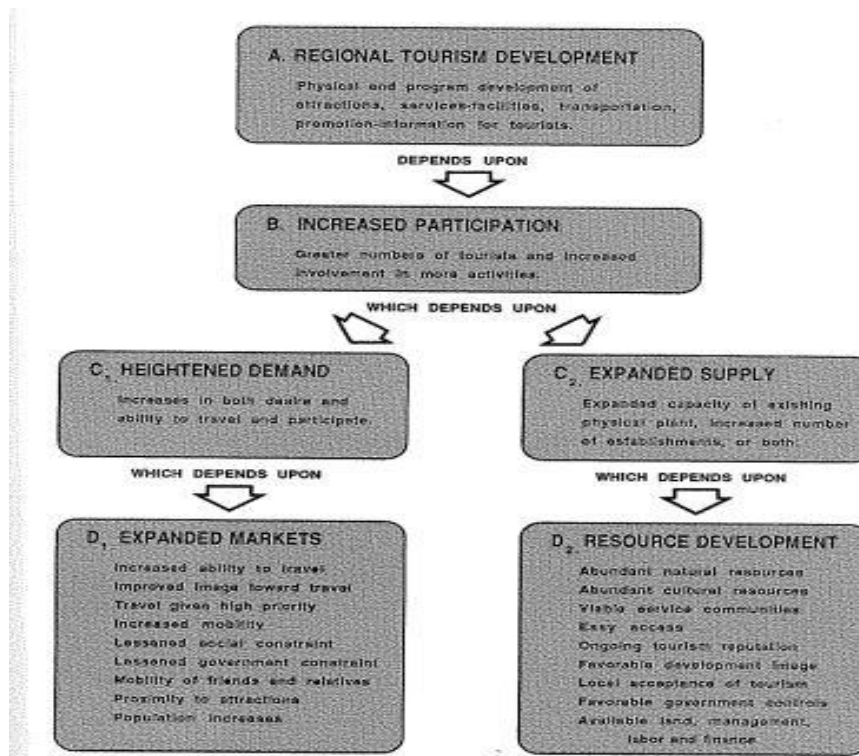 A. REGIONAL TOURISM DEVELOPMENT
Physical and program development of
attractions, services-facilities, transportation,
promotion-information for tourists.
DEPENDS UPON
B. INCREASED PARTICIPATION
Greater numbers of tourists and increased
involvement in more activities.
WHICH DEPENDS UPON
C1. HEIGHTENED DEMAND
Increases in both desire and
ability to travel and participate.
C2. EXPANDED SUPPLY
Expanded capacity of existing
physical plant, increased number
of establishments, or both.
WHICH DEPENDS UPON
WHICH DEPENDS UPON
D1. EXPANDED MARKETS
Increased ability to travel
Improved image toward travel
Travel given high priority
Increased mobility
Lessened social constraint
Lessened government constraint
Mobility of friends and relatives
Proximity to attractions
Population increases
D2. RESOURCE DEVELOPMENT
Abundant natural resources
Abundant cultural resources
Viable service communities
Easy access
Ongoing tourism reputation
Favorable development image
Local acceptance of tourism
Favorable government controls
Available land, management,
labor and finance